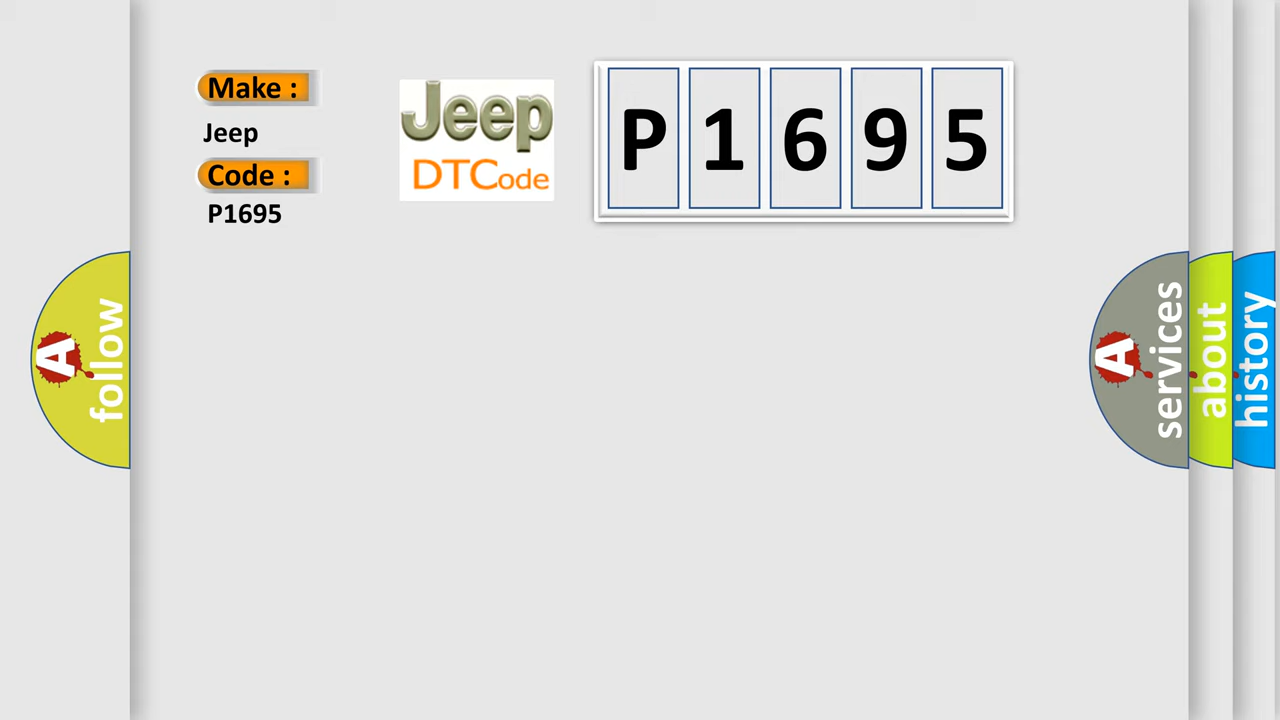 Make :
Jeep
Code :
P1695
Jeep
DTCode
P 1 6 9 5
A follow
A services
about
history